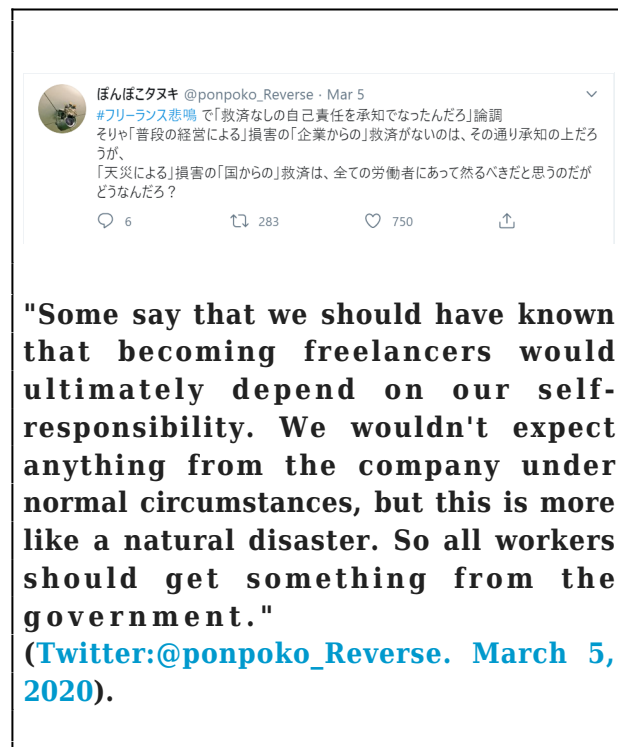 ぽんぽこタヌキ @ponpoko_Reverse · Mar 5
#フリーランス悲鳴 で「救済なしの自己責任を承知でなったんだろ」論調
そりゃ「普段の経営による」損害の「企業からの」救済がないのは、その通り承知の上だろ
うが、
「天災による」損害の「国からの」救済は、全ての労働者にあって然るべきだと思うのだが
どうなんだろ？
6 283 750
"Some say that we should have known
that becoming freelancers would
ultimately depend on our self-
responsibility. We wouldn't expect
anything from the company under
normal circumstances, but this is more
like a natural disaster. So all workers
should get something from the
government."
(Twitter:@ponpoko_Reverse. March 5,
2020).